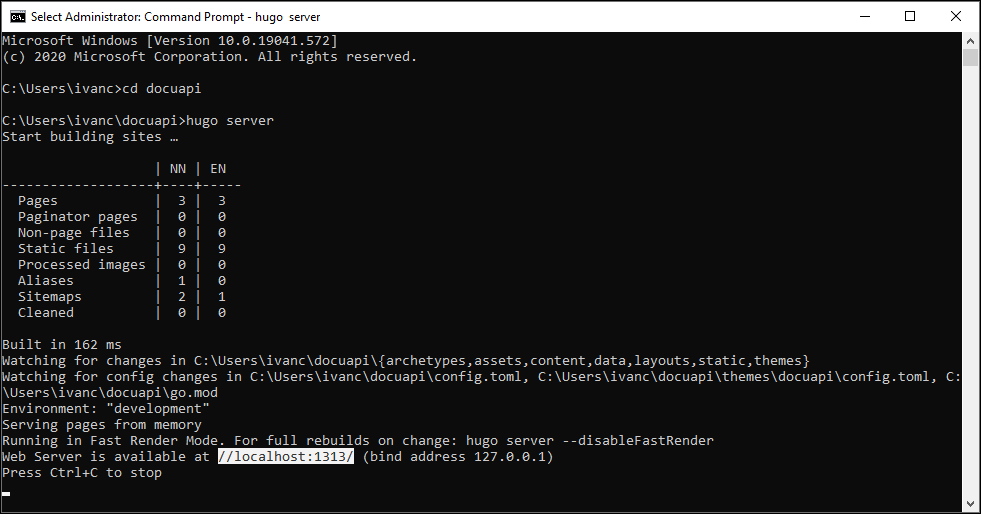 Select Administrator: Command Prompt - hugo  server
Microsoft Windows [Version 10.0.19041.572]
(c) 2020 Microsoft Corporation. All rights reserved.
C:\Users\ivanc>cd docuapi
C:\Users\ivanc\docuapi>hugo server
Start building sites …
                   | NN | EN
-------------------+----+-----
  Pages            |  3 |  3
  Paginator pages  |  0 |  0
  Non-page files   |  0 |  0
  Static files     |  9 |  9
  Processed images |  0 |  0
  Aliases          |  1 |  0
  Sitemaps         |  2 |  1
  Cleaned          |  0 |  0
Built in 162 ms
Watching for changes in C:\Users\ivanc\docuapi\{archetypes,assets,content,data,layouts,static,themes}
Watching for config changes in C:\Users\ivanc\docuapi\config.toml, C:\Users\ivanc\docuapi\themes\docuapi\config.toml, C:
\Users\ivanc\docuapi\go.mod
Environment: "development"
Serving pages from memory
Running in Fast Render Mode. For full rebuilds on change: hugo server --disableFastRender
Web Server is available at //localhost:1313/ (bind address 127.0.0.1)
Press Ctrl+C to stop